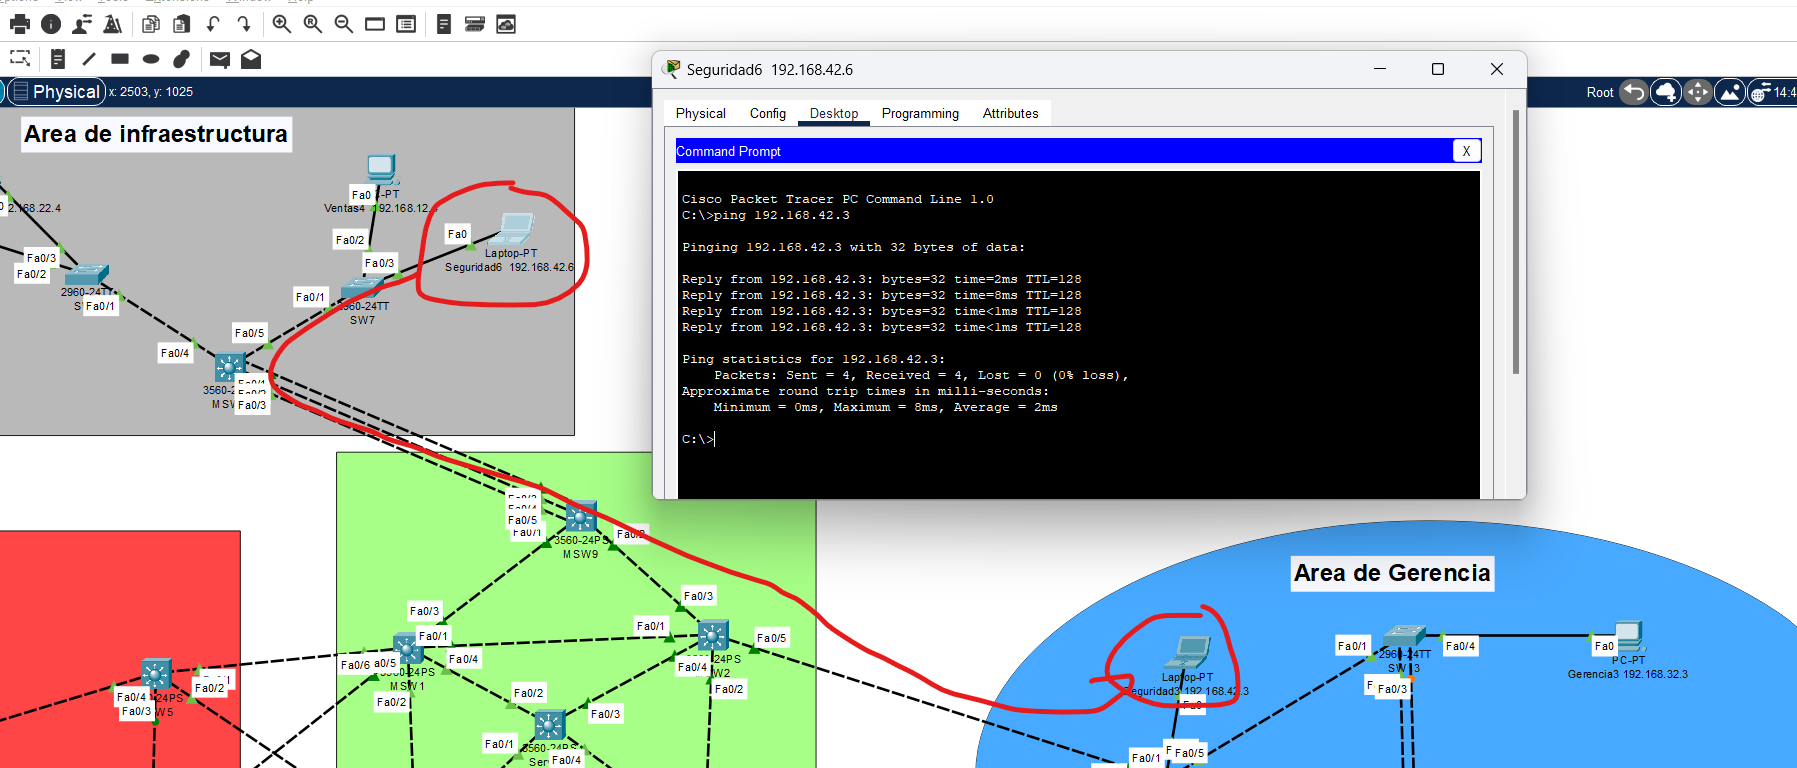 Physical
x: 2503, y: 1025
Root
14:4
Area de infraestructura
2.168.22.4
Fa0/3
Fa0/2
2960-24TT
Fa0/1
Fa0
-PT
Ventas4 192.168.12.
Fa0/2
Fa0
Fa0/3
Laptop-PT
Seguridad6 192.168.42.6
Fa0/1
2960-24TT
SW7
Fa0/5
Fa0/4
Fa0/3
Seguridad6 192.168.42.6
Physical
Config
Desktop
Programming
Attributes
Command Prompt
X
Cisco Packet Tracer PC Command Line 1.0
C:\>ping 192.168.42.3
Pinging 192.168.42.3 with 32 bytes of data:
Reply from 192.168.42.3: bytes=32 time=2ms TTL=128
Reply from 192.168.42.3: bytes=32 time=8ms TTL=128
Reply from 192.168.42.3: bytes=32 time<1ms TTL=128
Reply from 192.168.42.3: bytes=32 time<1ms TTL=128
Ping statistics for 192.168.42.3:
Packets: Sent = 4, Received = 4, Lost = 0 (0% loss),
Approximate round trip times in milli-seconds:
Minimum = 0ms, Maximum = 8ms, Average = 2ms
C:\>
Fa0/5
Fa0/1
3560-24PS
MSW9
Fa0/3
Fa0/1
Fa0/6
a0/5
Fa0/4
MSW1
Fa0/2
Fa0/3
Fa0/1
Fa0/5
Fa0/4
24PS
W2
Fa0/2
Fa0/2
Fa0/3
Fa0/1
3560-24PS
Ser
Fa0/4
Fa0/2
Fa0/4
24PS
Fa0/3
W5
Area de Gerencia
Laptop-PT
Seguridad3 192.168.42.3
Fa0
Fa0/1
Fa0/5
Fa0/1
2960-24TT
Fa0/4
Fa0/3
Fa0
PC-PT
Gerencia3 192.168.32.3